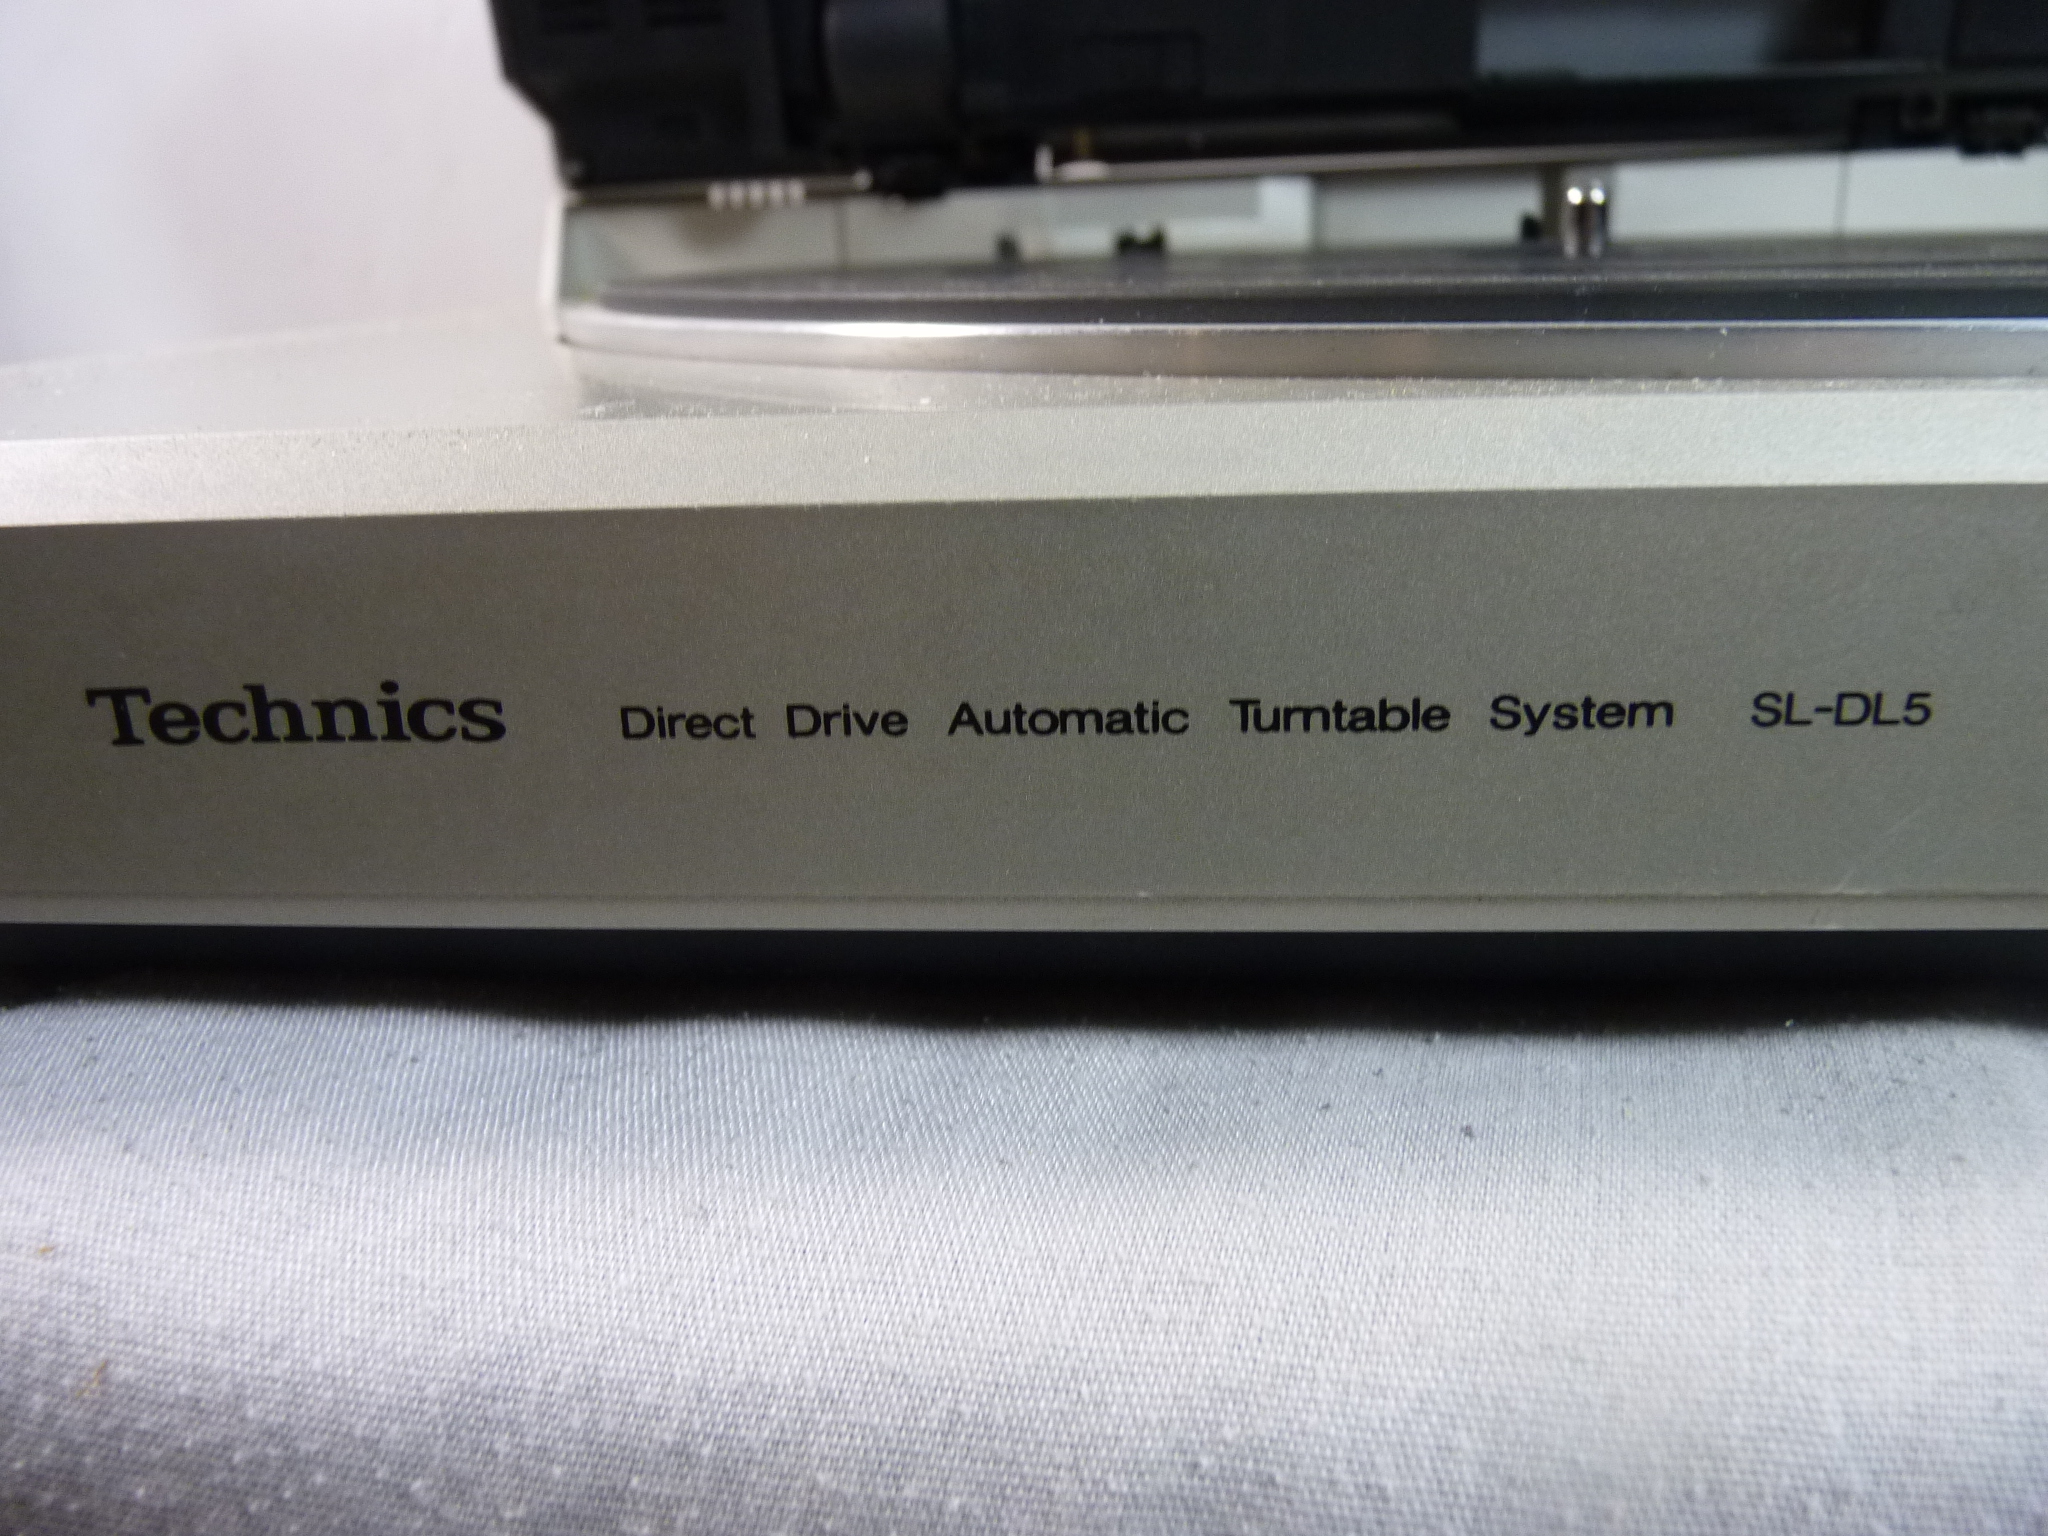 Technics Direct Drive Automatic Turntable System SL-DL5